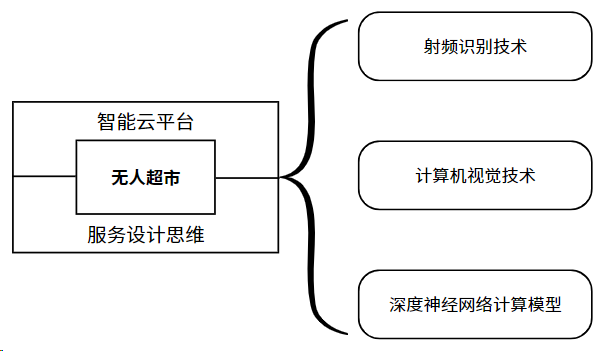 智能云平台
无人超市
服务设计思维
射频识别技术
计算机视觉技术
深度神经网络计算模型